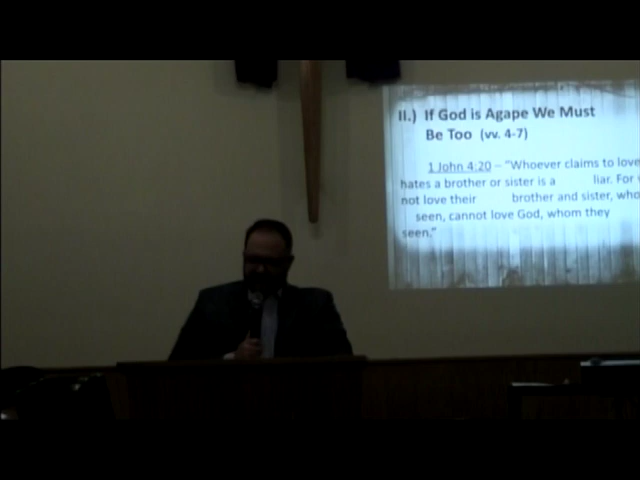 II.) If God is Agape We Must
Be Too (vv. 4-7)
1 John 4:20 – “Whoever claims to love
hates a brother or sister is a liar. For
not love their brother and sister, who
seen, cannot love God, whom they
seen.”